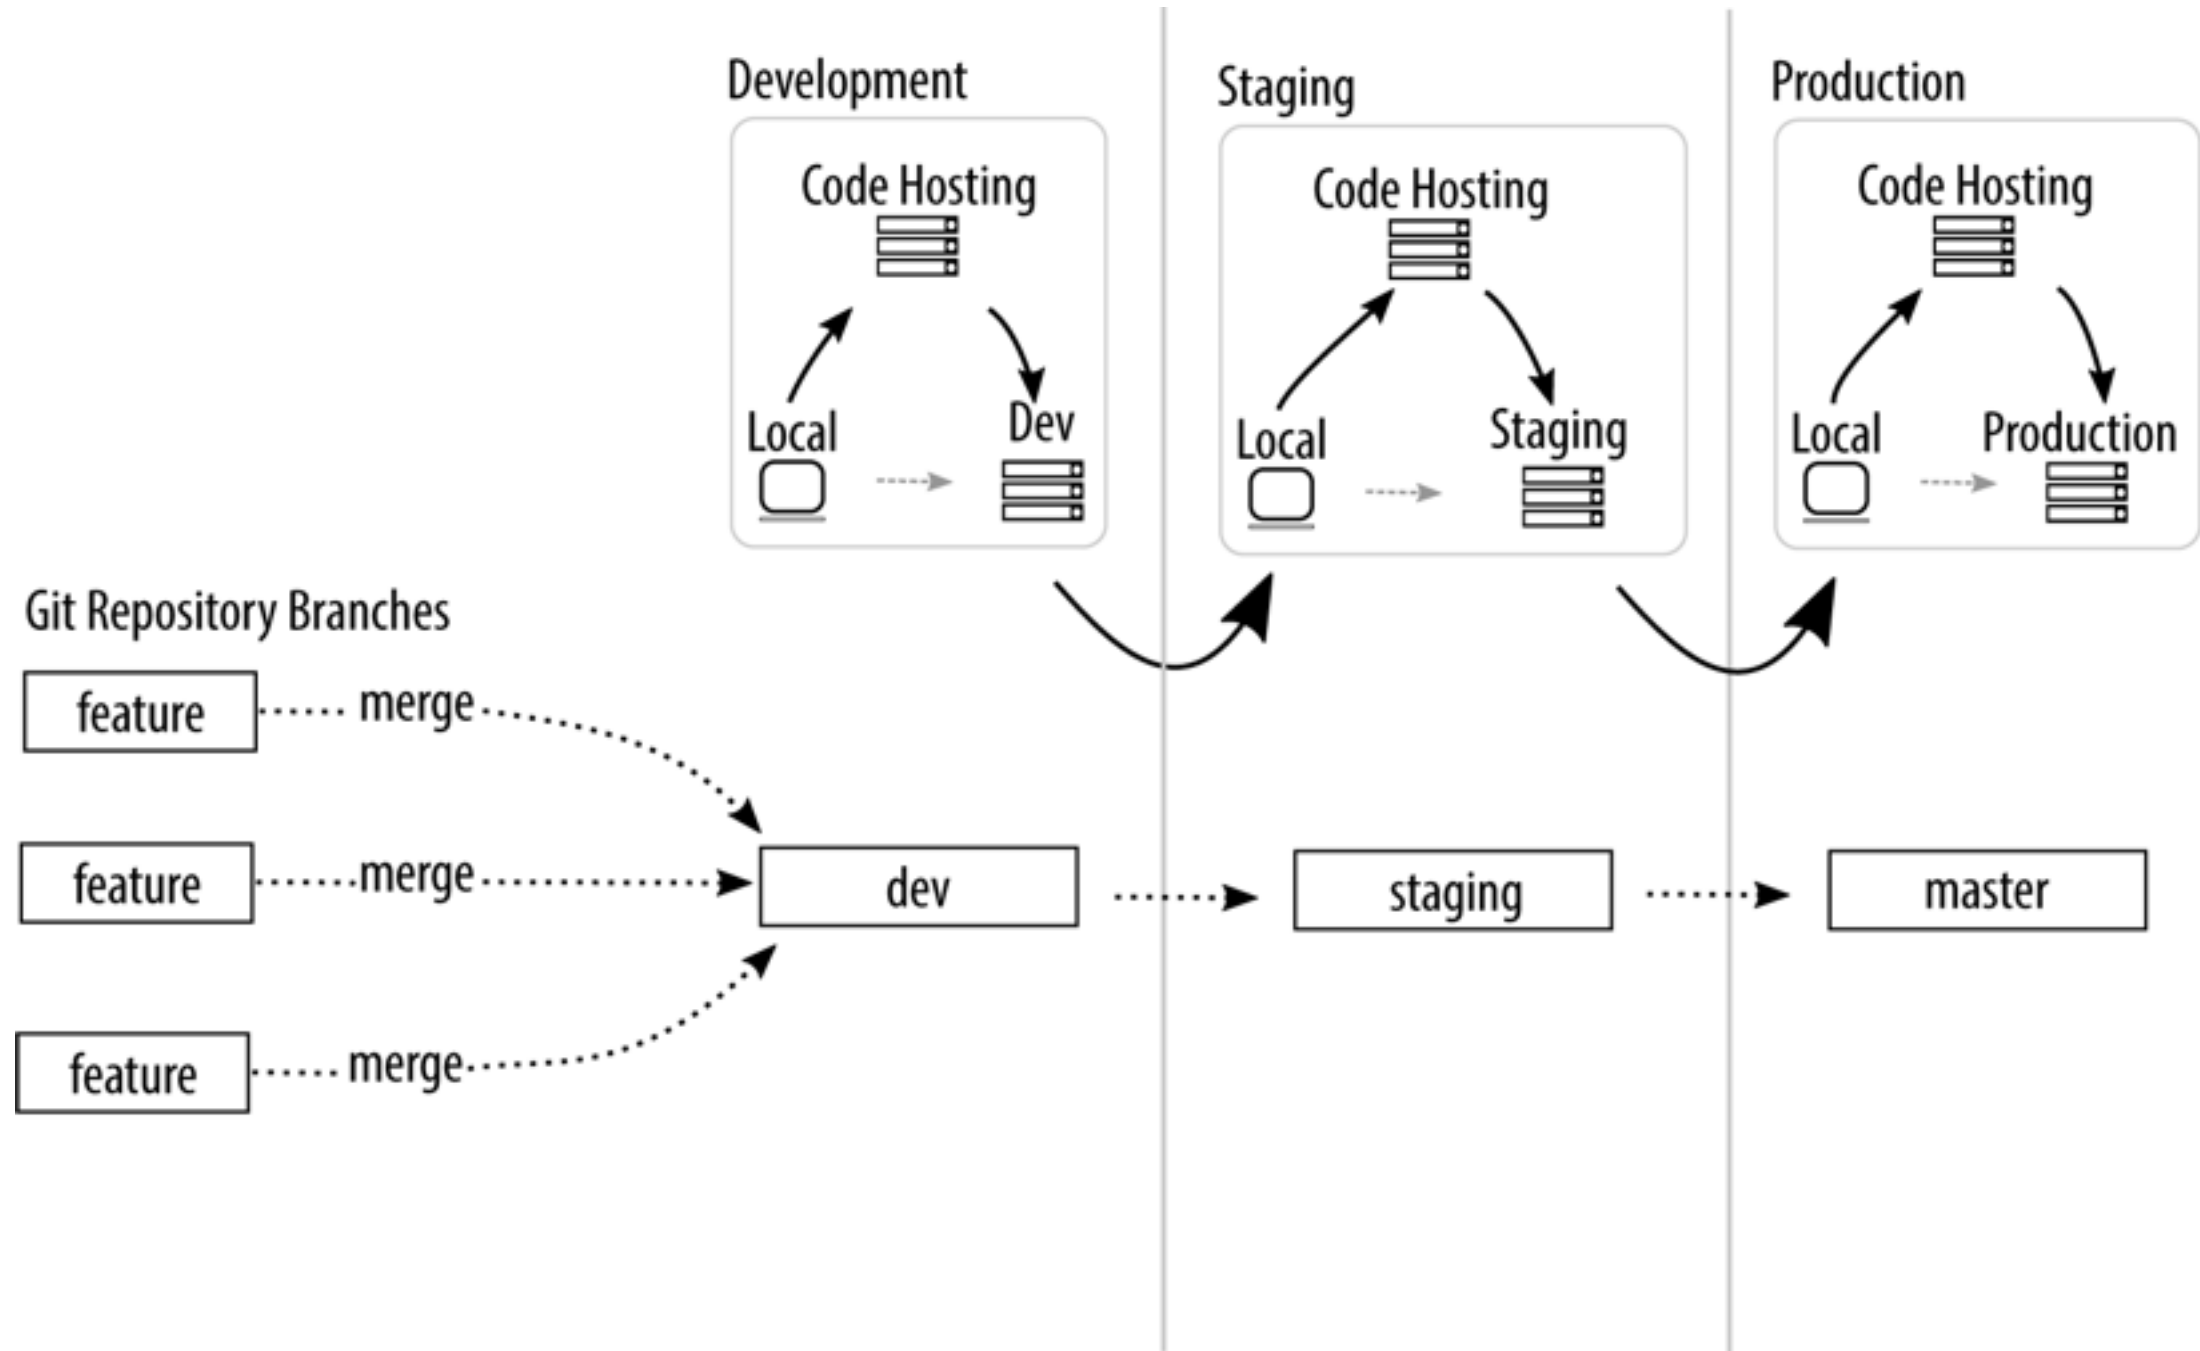 Development
Staging
Production
Code Hosting
Code Hosting
Code Hosting
Local
Dev
Local
Staging
Local
Production
Git Repository Branches
feature
merge
feature
merge
dev
staging
master
feature
merge